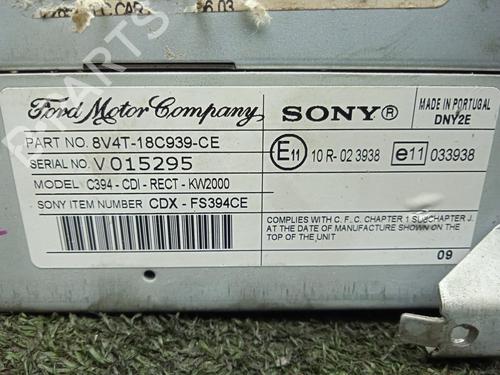 6.03
Ford Motor Company
SONY®
MADE IN PORTUGAL
DNY2E
PART NO. 8V4T-18C939-CE
SERIAL NO. V 015295
E11 10 R- 02 3938 e11 033938
MODEL C394 - CDI - RECT - KW2000
SONY ITEM NUMBER CDX - FS394CE
COMPLIES WITH C. F. C. CHAPTER 1 SUBCHAPTER J.
AT THE DATE OF MANUFACTURE SHOWN ON THE
TOP OF THE UNIT
09